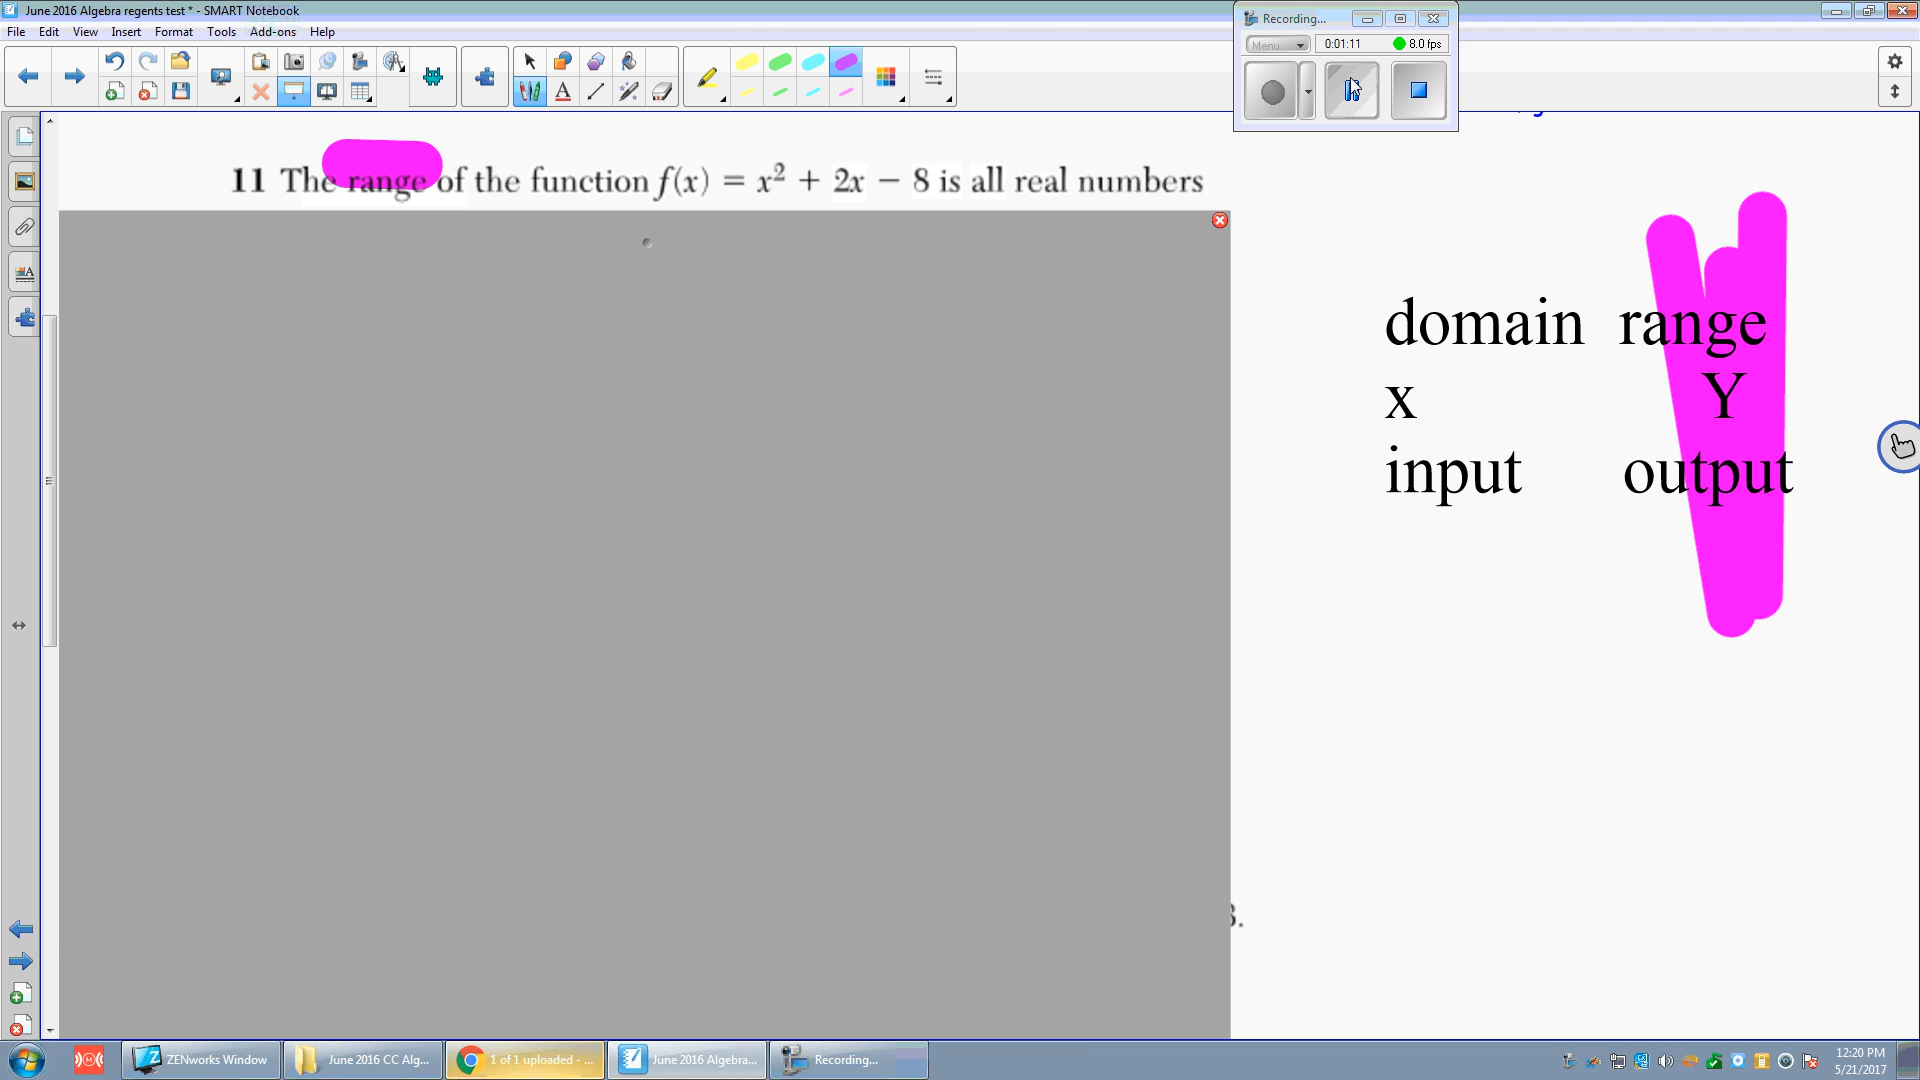 June 2016 Algebra regents test * - SMART Notebook
File Edit View Insert Format Tools Add-ons Help
Recording...
Menu 0:01:11 8.0 fps
11 The range of the function f(x) = x² + 2x − 8 is all real numbers
domain range
x Y
input output
ZENworks Window
June 2016 CC Alg...
1 of 1 uploaded - ...
June 2016 Algebra...
Recording...
12:20 PM
5/21/2017